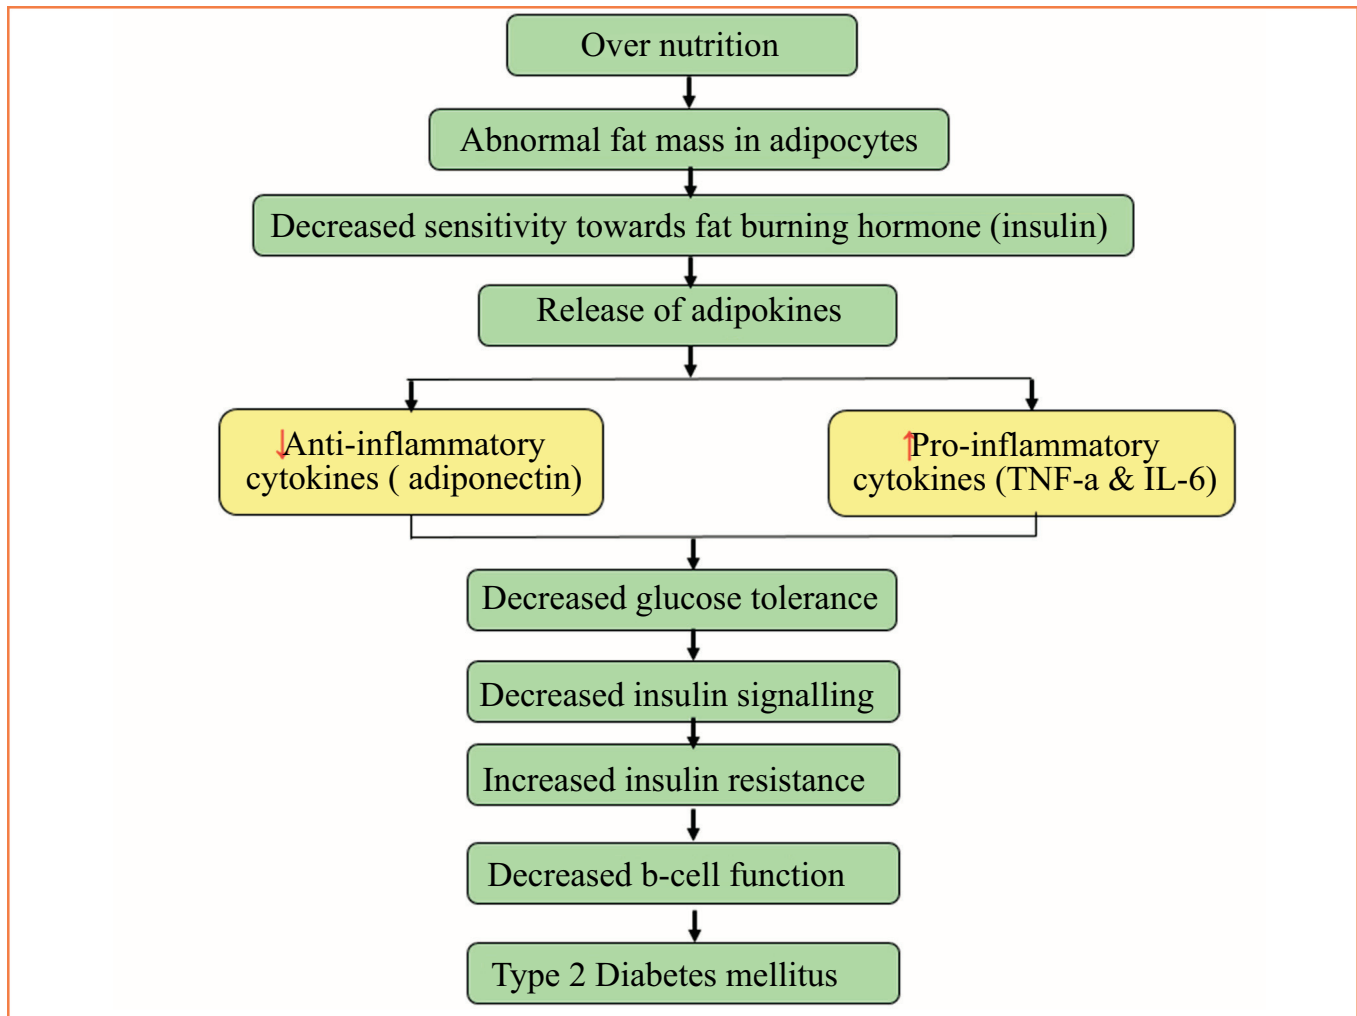 Over nutrition
Abnormal fat mass in adipocytes
Decreased sensitivity towards fat burning hormone (insulin)
Release of adipokines
↓Anti-inflammatory
cytokines ( adiponectin)
↑Pro-inflammatory
cytokines (TNF-a & IL-6)
Decreased glucose tolerance
Decreased insulin signalling
Increased insulin resistance
Decreased b-cell function
Type 2 Diabetes mellitus